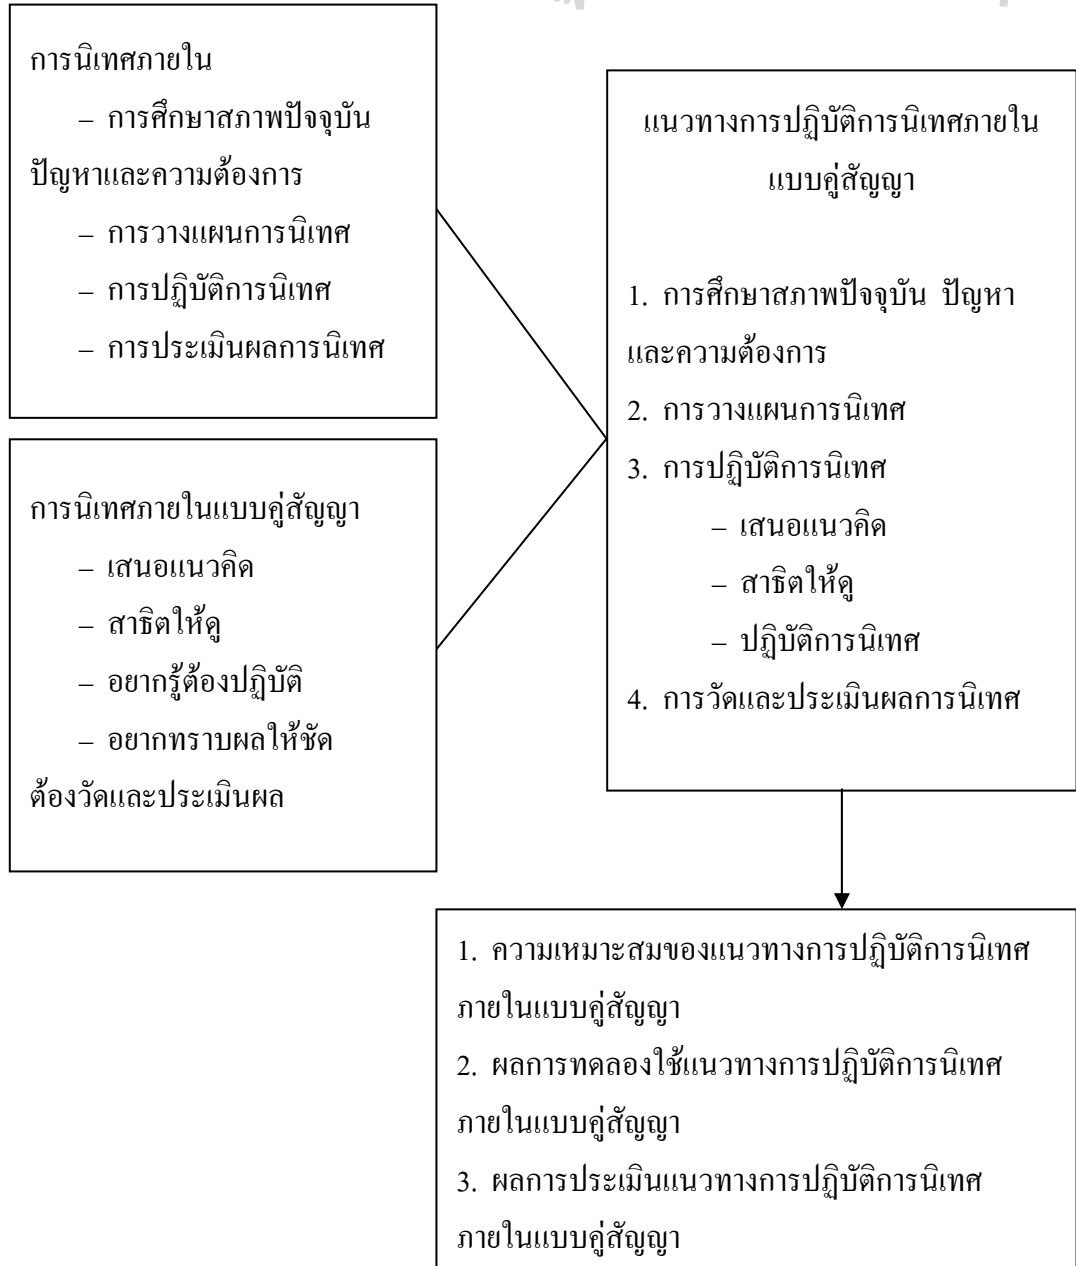 การนิเทศภายใน
– การศึกษาสภาพปัจจุบัน
ปัญหาและความต้องการ
– การวางแผนการนิเทศ
– การปฏิบัติการนิเทศ
– การประเมินผลการนิเทศ
การนิเทศภายในแบบคู่สัญญา
– เสนอแนวคิด
– สาธิตให้ดู
– อยากรู้ต้องปฏิบัติ
– อยากทราบผลให้ชัด
ต้องวัดและประเมินผล
แนวทางการปฏิบัติการนิเทศภายใน
แบบคู่สัญญา
1. การศึกษาสภาพปัจจุบัน ปัญหา
และความต้องการ
2. การวางแผนการนิเทศ
3. การปฏิบัติการนิเทศ
– เสนอแนวคิด
– สาธิตให้ดู
– ปฏิบัติการนิเทศ
4. การวัดและประเมินผลการนิเทศ
1. ความเหมาะสมของแนวทางการปฏิบัติการนิเทศ
ภายในแบบคู่สัญญา
2. ผลการทดลองใช้แนวทางการปฏิบัติการนิเทศ
ภายในแบบคู่สัญญา
3. ผลการประเมินแนวทางการปฏิบัติการนิเทศ
ภายในแบบคู่สัญญา